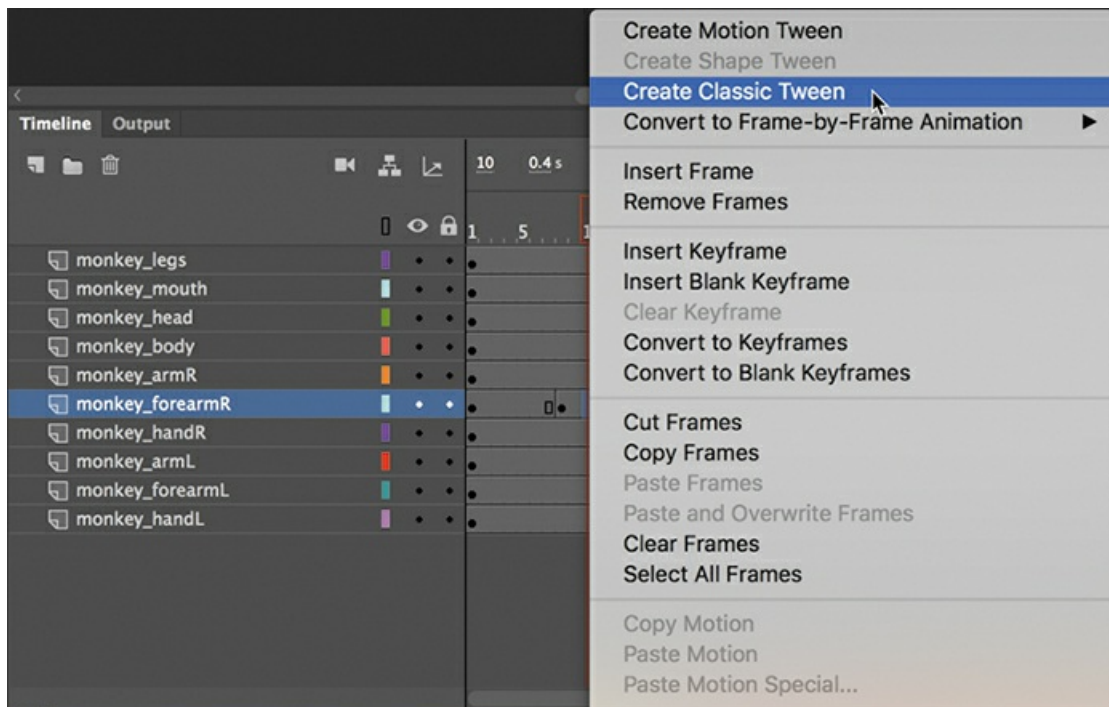 Create Motion Tween
Create Shape Tween
Create Classic Tween
Convert to Frame-by-Frame Animation
Insert Frame
Remove Frames
Insert Keyframe
Insert Blank Keyframe
Clear Keyframe
Convert to Keyframes
Convert to Blank Keyframes
Cut Frames
Copy Frames
Paste Frames
Paste and Overwrite Frames
Clear Frames
Select All Frames
Copy Motion
Paste Motion
Paste Motion Special...
Timeline Output
10 0.4 s
1 5 1
monkey_legs
monkey_mouth
monkey_head
monkey_body
monkey_armR
monkey_forearmR
monkey_handR
monkey_armL
monkey_forearmL
monkey_handL